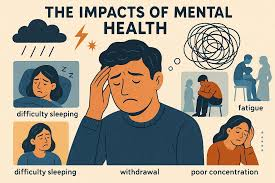 THE IMPACTS OF MENTAL
HEALTH
difficulty sleeping
fatigue
difficulty sleeping
withdrawal
poor concentration